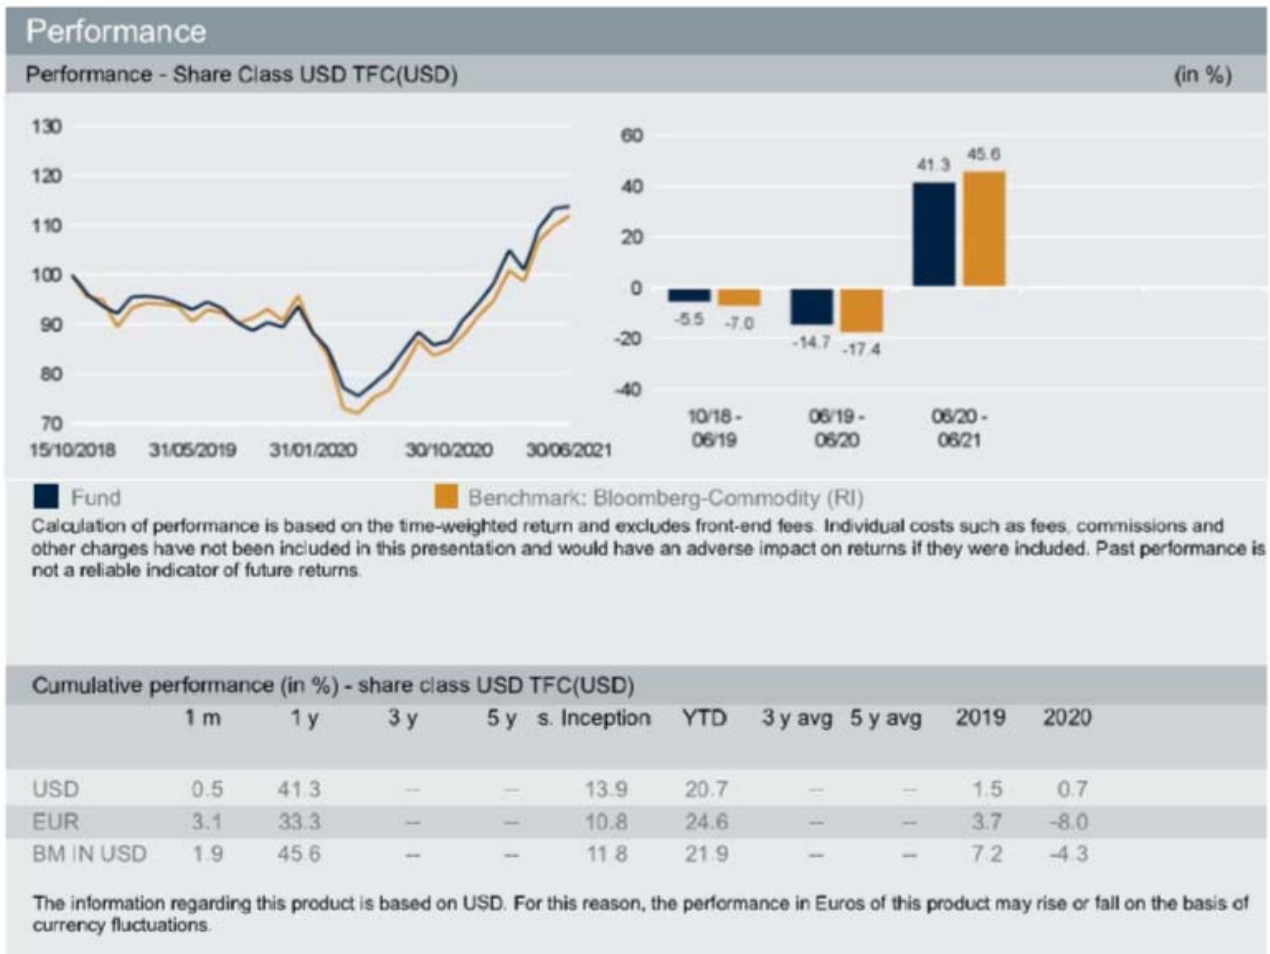 Performance
Performance - Share Class USD TFC(USD) (in %)
130
120
110
100
90
80
70
15/10/2018 31/05/2019 31/01/2020 30/10/2020 30/06/2021
60
40
20
0
-20
-40
-5.5 -7.0
-14.7 -17.4
41.3 45.6
10/18 - 06/19 - 06/20 -
06/19 06/20 06/21
Fund Benchmark: Bloomberg-Commodity (RI)
Calculation of performance is based on the time-weighted return and excludes front-end fees. Individual costs such as fees, commissions and
other charges have not been included in this presentation and would have an adverse impact on returns if they were included. Past performance is
not a reliable indicator of future returns.
Cumulative performance (in %) - share class USD TFC(USD)
1 m 1 y 3 y 5 y s. Inception YTD 3 y avg 5 y avg 2019 2020
USD 0.5 41.3 -- -- 13.9 20.7 -- -- 1.5 0.7
EUR 3.1 33.3 -- -- 10.8 24.6 -- -- 3.7 -8.0
BM IN USD 1.9 45.6 -- -- 11.8 21.9 -- -- 7.2 -4.3
The information regarding this product is based on USD. For this reason, the performance in Euros of this product may rise or fall on the basis of
currency fluctuations.